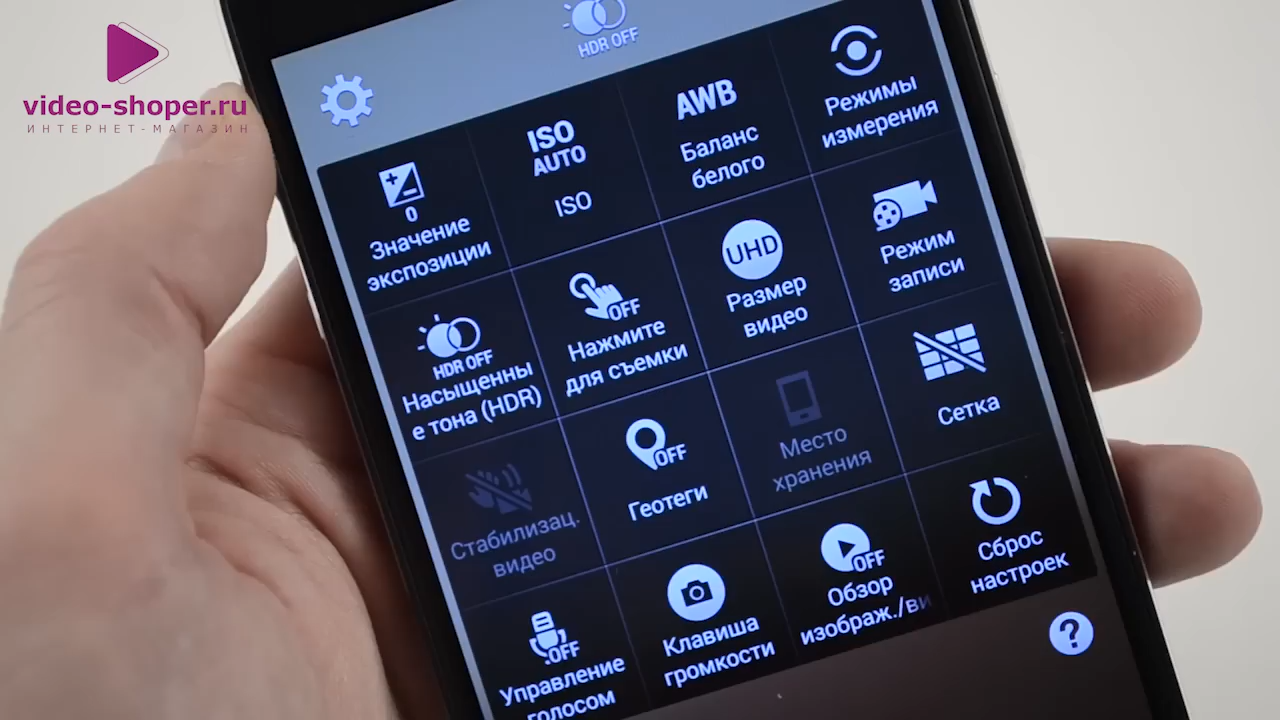 video-shoper.ru
ИНТЕРНЕТ-МАГАЗИН
HDR OFF
0
Значение
экспозиции
ISO
AUTO
ISO
AWB
Баланс
белого
Режимы
измерения
HDR OFF
Насыщенны
е тона (HDR)
OFF
Нажмите
для съемки
UHD
Размер
видео
Режим
записи
Стабилизац.
видео
OFF
Геотеги
Место
хранения
Сетка
OFF
Управление
голосом
Клавиша
громкости
OFF
Обзор
изображ./ви
Сброс
настроек
?